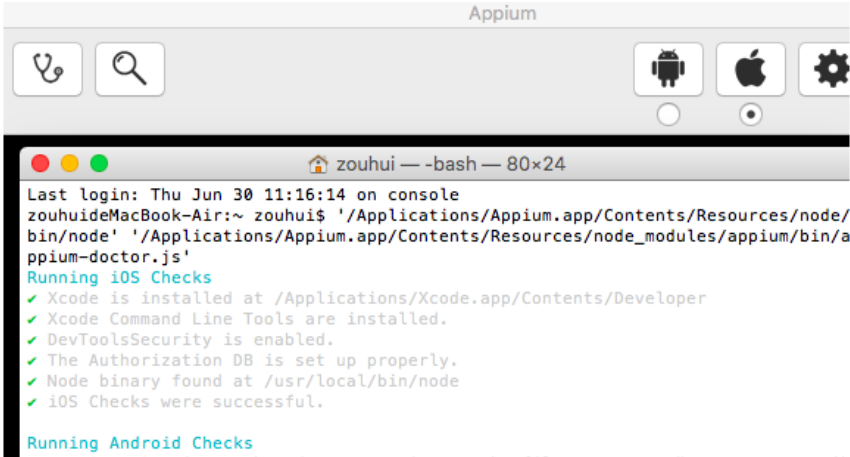 Appium
zouhui — -bash — 80×24
Last login: Thu Jun 30 11:16:14 on console
zouhuideMacBook-Air:~ zouhui$ '/Applications/Appium.app/Contents/Resources/node/
bin/node' '/Applications/Appium.app/Contents/Resources/node_modules/appium/bin/a
ppium-doctor.js'
Running iOS Checks
✔ Xcode is installed at /Applications/Xcode.app/Contents/Developer
✔ Xcode Command Line Tools are installed.
✔ DevToolsSecurity is enabled.
✔ The Authorization DB is set up properly.
✔ Node binary found at /usr/local/bin/node
✔ iOS Checks were successful.
Running Android Checks